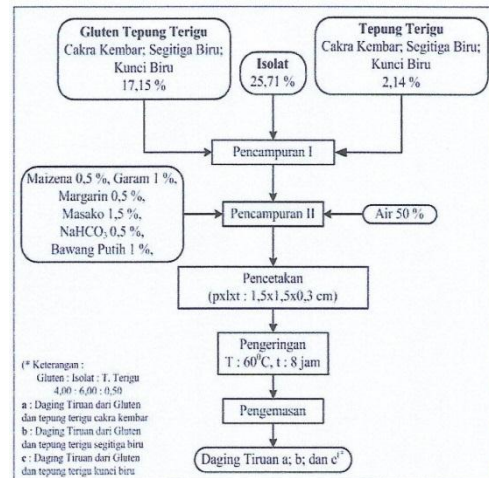 Gluten Tepung Terigu
Cakra Kembar; Segitiga Biru;
Kunci Biru
17,15 %
Isolat
25,71 %
Tepung Terigu
Cakra Kembar; Segitiga Biru;
Kunci Biru
2,14 %
Pencampuran I
Maizena 0,5 %, Garam 1 %,
Margarin 0,5 %,
Masako 1,5 %,
NaHCO₃ 0,5 %,
Bawang Putih 1 %,
Pencampuran II
Air 50 %
Pencetakan
(pxlxt : 1,5x1,5x0,3 cm)
Pengeringan
T : 60⁰C, t : 8 jam
Pengemasan
Daging Tiruan a; b; dan c⁽*
(* Keterangan :
Gluten : Isolat : T. Terigu
4,00 : 6,00 : 0,50
a : Daging Tiruan dari Gluten
dan tepung terigu cakra kembar
b : Daging Tiruan dari Gluten
dan tepung terigu segitiga biru
c : Daging Tiruan dari Gluten
dan tepung terigu kunci biru